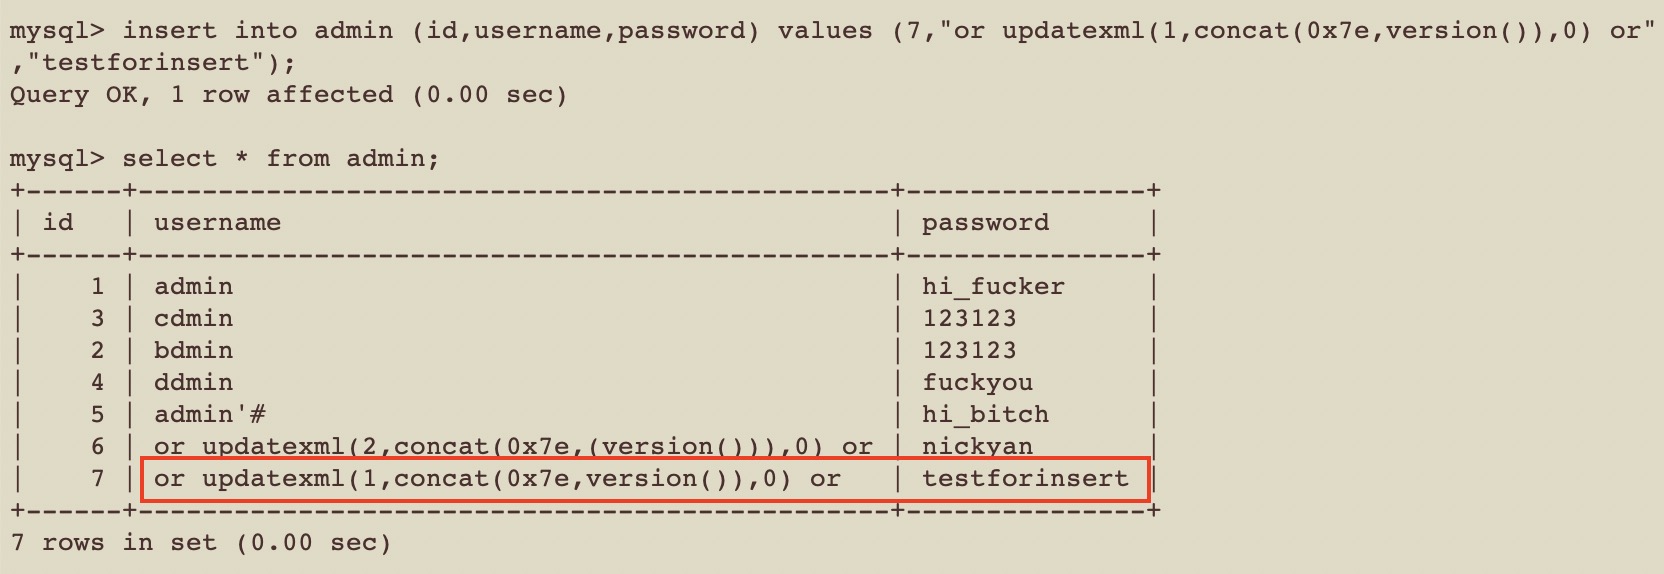 mysql> insert into admin (id,username,password) values (7,"or updatexml(1,concat(0x7e,version()),0) or"
,"testforinsert");
Query OK, 1 row affected (0.00 sec)
mysql> select * from admin;
+------+-----------------------------------------------+---------------+
| id   | username                                      | password      |
+------+-----------------------------------------------+---------------+
|    1 | admin                                         | hi_fucker     |
|    3 | cdmin                                         | 123123        |
|    2 | bdmin                                         | 123123        |
|    4 | ddmin                                         | fuckyou       |
|    5 | admin'#                                       | hi_bitch      |
|    6 | or updatexml(2,concat(0x7e,(version())),0) or | nickyan       |
|    7 | or updatexml(1,concat(0x7e,version()),0) or   | testforinsert |
+------+-----------------------------------------------+---------------+
7 rows in set (0.00 sec)